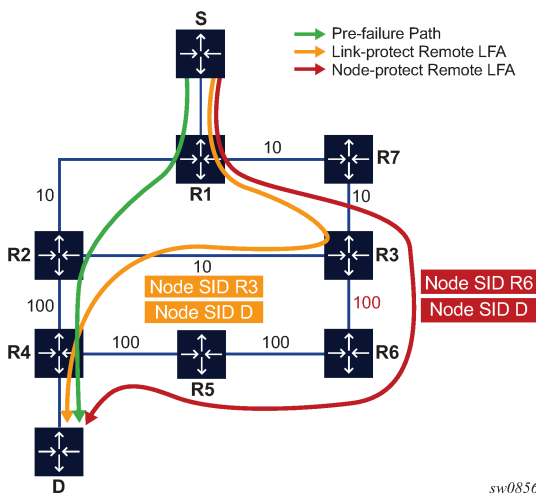 S
Pre-failure Path
Link-protect Remote LFA
Node-protect Remote LFA
10
R7
R1
10
10
R2
R3
10
Node SID R3
Node SID R6
100
100
Node SID D
Node SID D
R4
100
100
R6
R5
D
sw0856